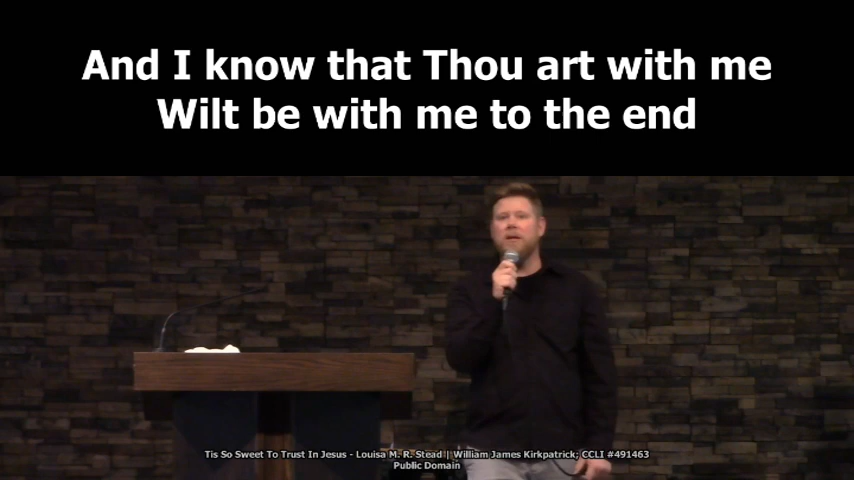 And I know that Thou art with me
Wilt be with me to the end
Tis So Sweet To Trust In Jesus - Louisa M. R. Stead | William James Kirkpatrick; CCLI #491463
Public Domain